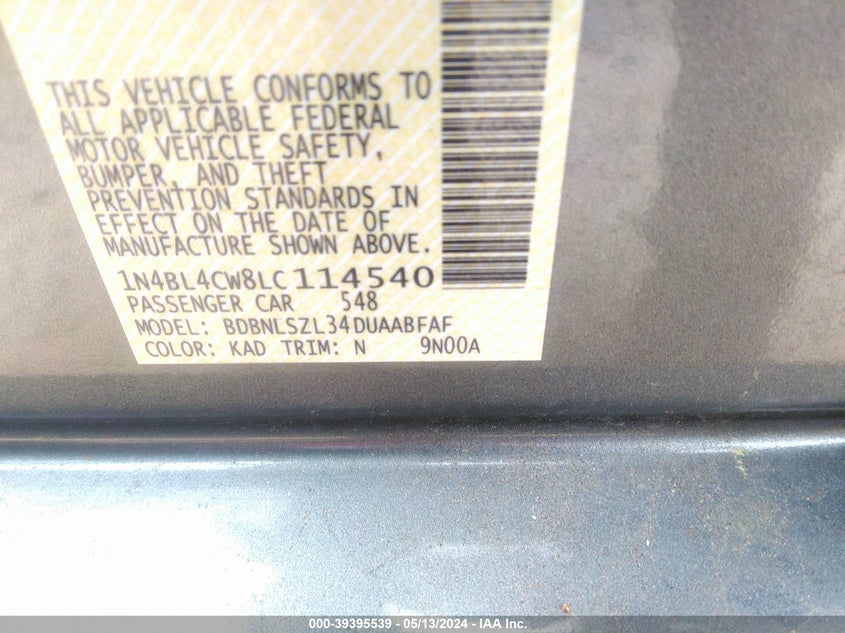 THIS VEHICLE CONFORMS TO
ALL APPLICABLE FEDERAL
MOTOR VEHICLE SAFETY,
BUMPER, AND THEFT
PREVENTION STANDARDS IN
EFFECT ON THE DATE OF
MANUFACTURE SHOWN ABOVE.
1N4BL4CW8LC114540
PASSENGER CAR 548
MODEL: BDBNLSZL34DUAABFAF
COLOR: KAD TRIM: N 9N00A
000-39395539 - 05/13/2024 - IAA Inc.